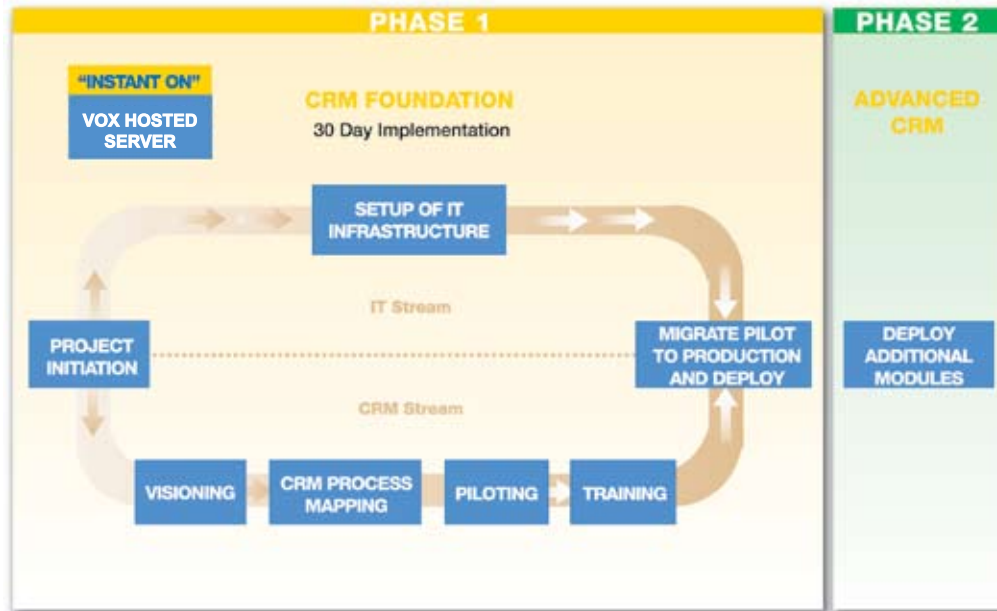 PHASE 1
PHASE 2
"INSTANT ON"
VOX HOSTED
SERVER
CRM FOUNDATION
30 Day Implementation
ADVANCED
CRM
SETUP OF IT
INFRASTRUCTURE
IT Stream
PROJECT
INITIATION
MIGRATE PILOT
TO PRODUCTION
AND DEPLOY
DEPLOY
ADDITIONAL
MODULES
CRM Stream
VISIONING
CRM PROCESS
MAPPING
PILOTING
TRAINING